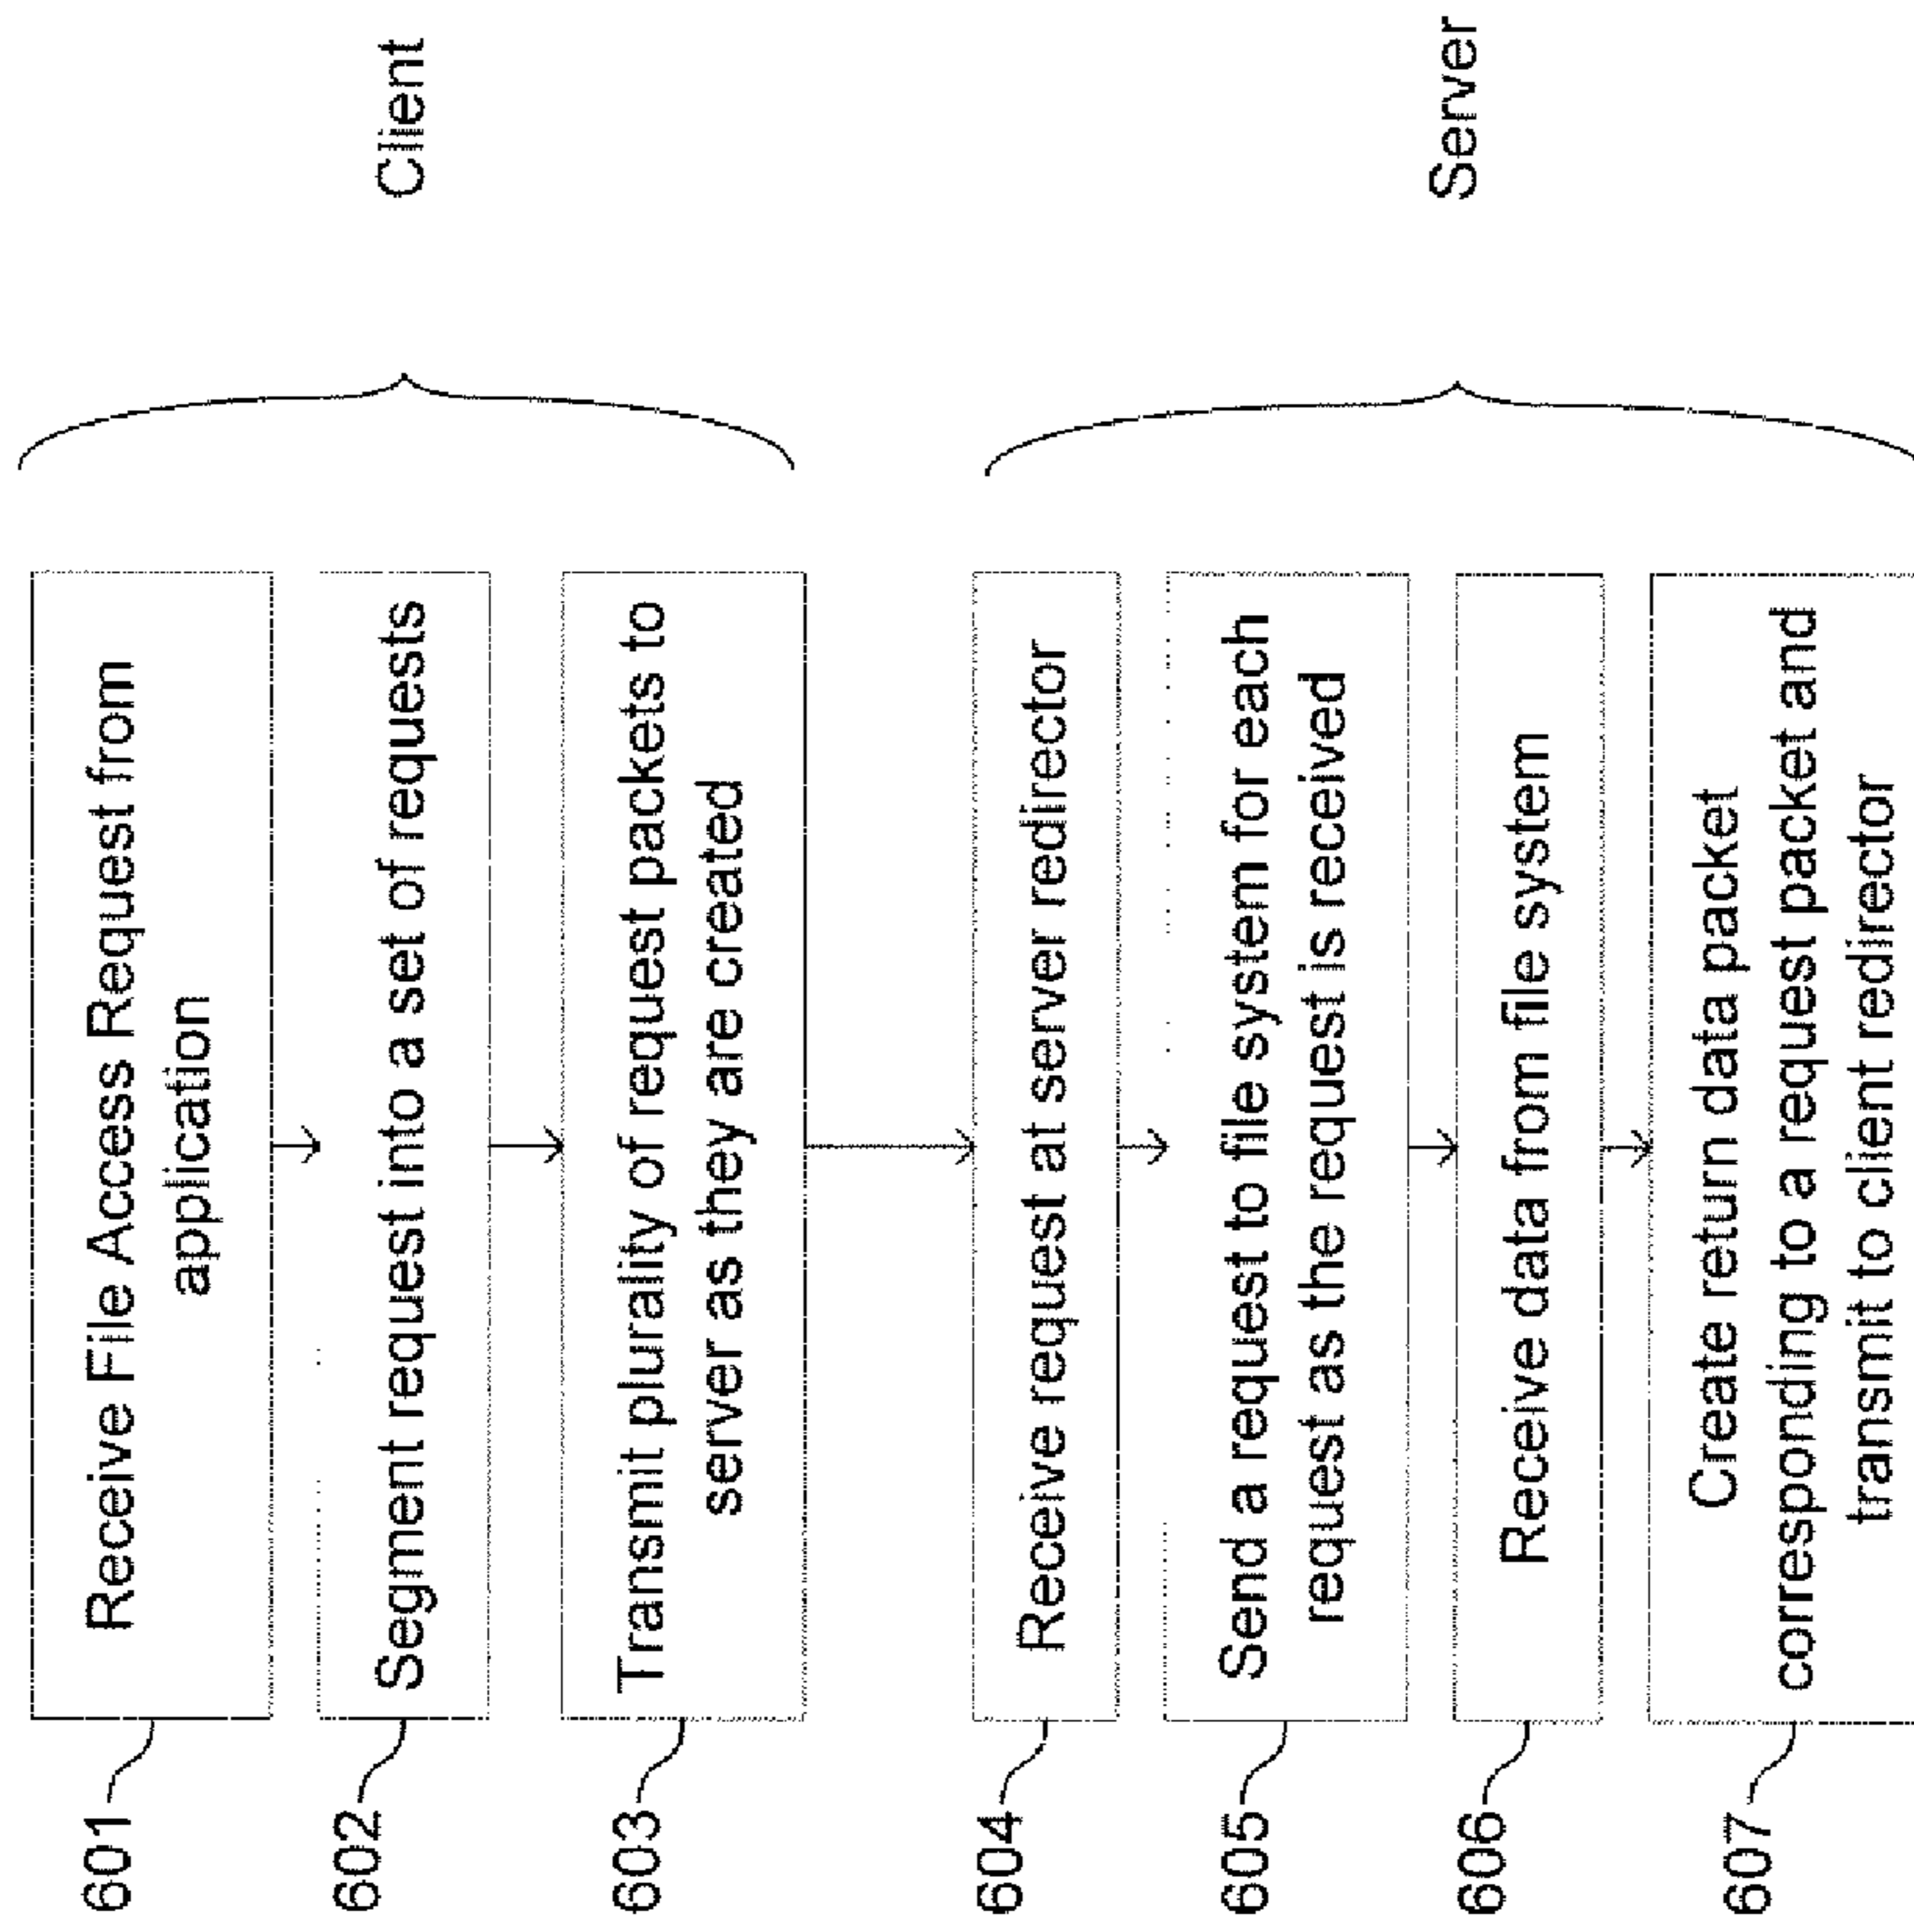 601
Receive File Access Request from
application
602
Segment request into a set of requests
603
Transmit plurality of request packets to
server as they are created
Client
604
Receive request at server redirector
605
Send a request to file system for each
request as the request is received
606
Receive data from file system
607
Create return data packet
corresponding to a request packet and
transmit to client redirector
Server